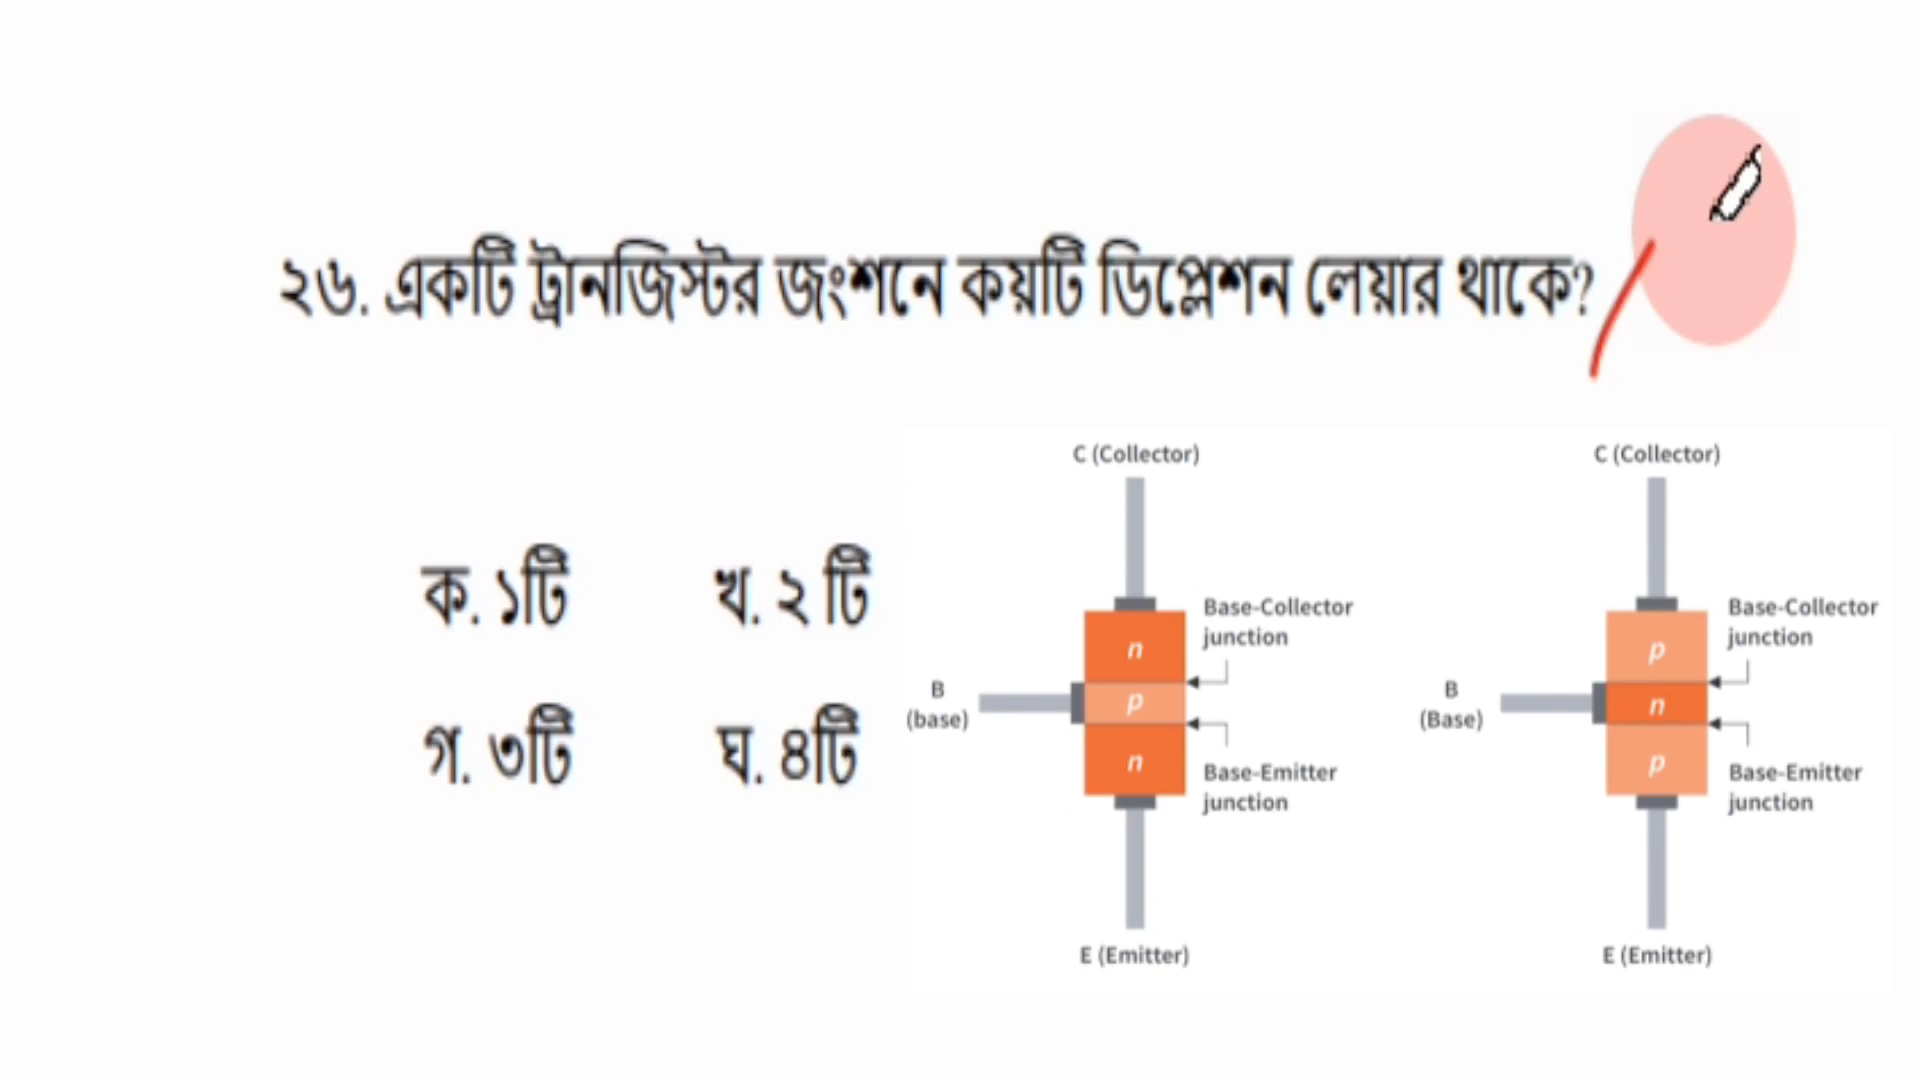 ২৬. একটি ট্রানজিস্টর জংশনে কয়টি ডিপ্লেশন লেয়ার থাকে?
ক. ১টি
খ. ২ টি
গ. ৩টি
ঘ. ৪টি
C (Collector)
Base-Collector
junction
n
B
(base)
p
n
Base-Emitter
junction
E (Emitter)
C (Collector)
Base-Collector
junction
p
B
(Base)
n
p
Base-Emitter
junction
E (Emitter)